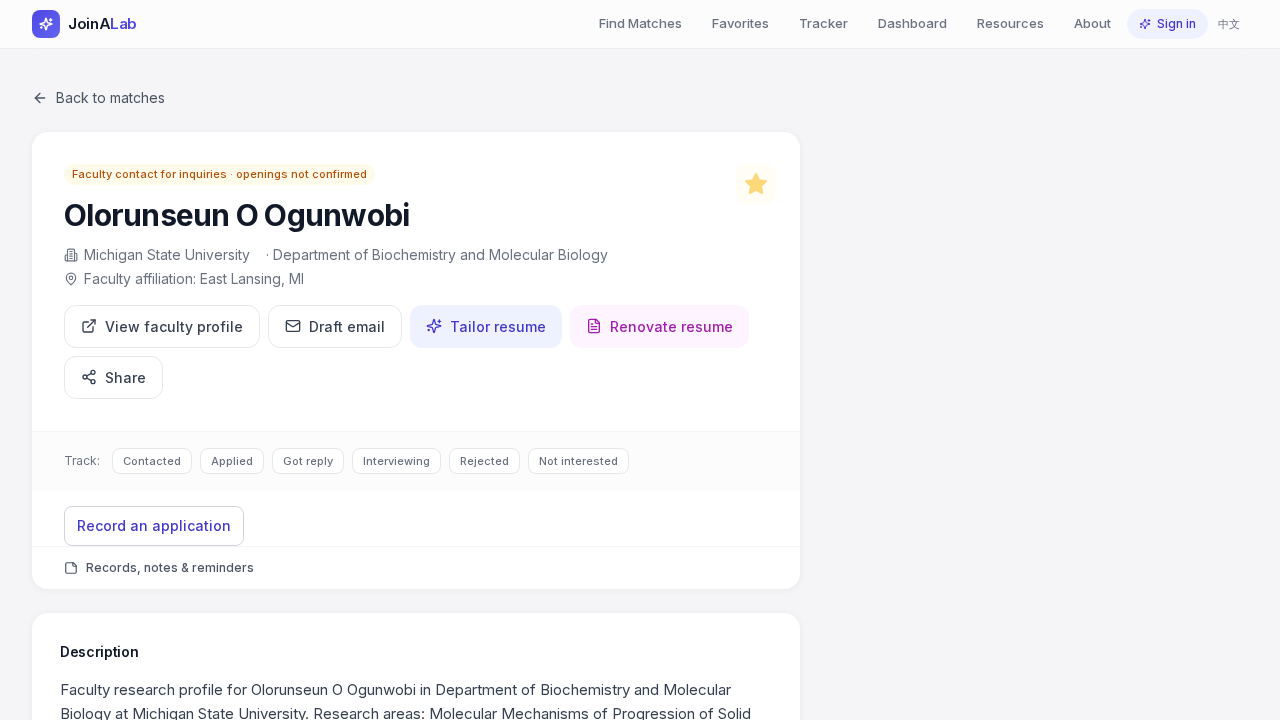 JoinALab
Find Matches
Favorites
Tracker
Dashboard
Resources
About
Sign in
中文
Back to matches
Faculty contact for inquiries · openings not confirmed
Olorunseun O Ogunwobi
Michigan State University · Department of Biochemistry and Molecular Biology
Faculty affiliation: East Lansing, MI
View faculty profile
Draft email
Tailor resume
Renovate resume
Share
Track:
Contacted
Applied
Got reply
Interviewing
Rejected
Not interested
Record an application
Records, notes & reminders
Description
Faculty research profile for Olorunseun O Ogunwobi in Department of Biochemistry and Molecular
Biology at Michigan State University. Research areas: Molecular Mechanisms of Progression of Solid